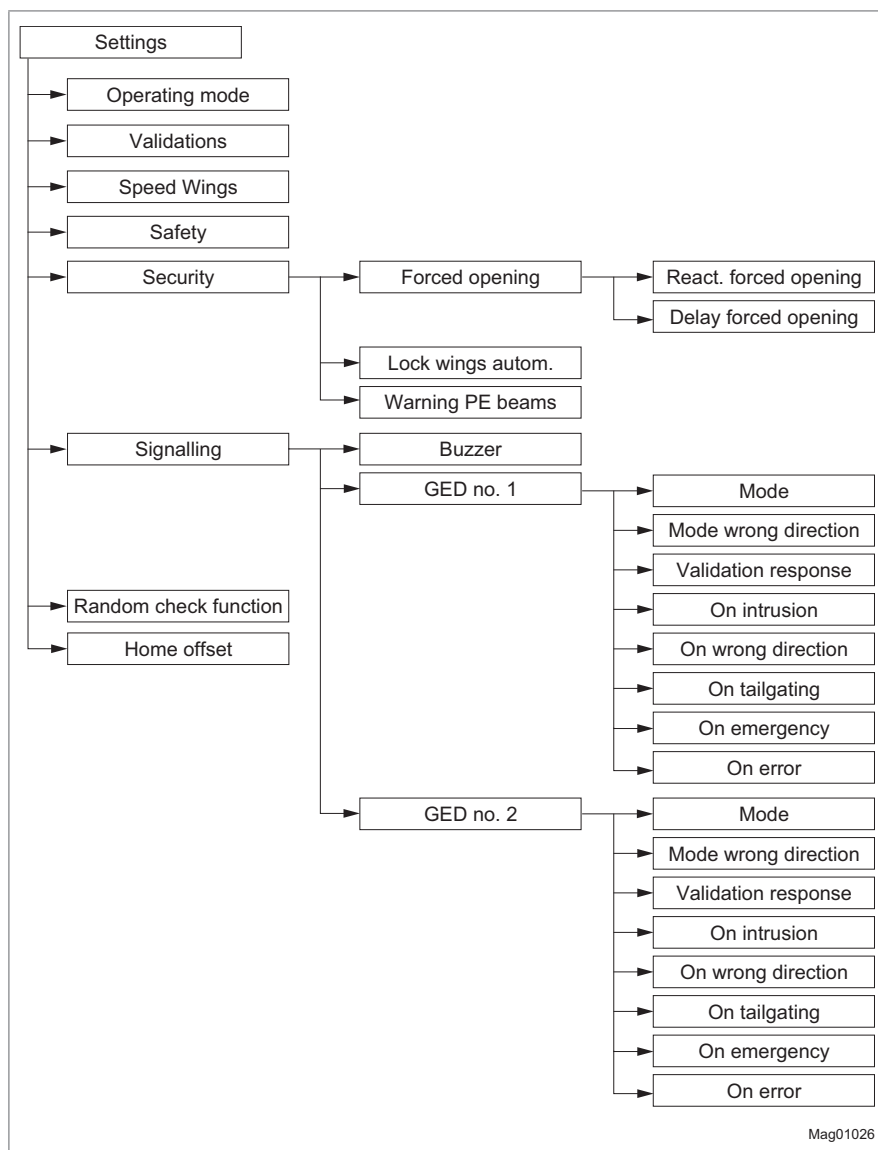 Settings
Operating mode
Validations
Speed Wings
Safety
Security
Forced opening
React. forced opening
Delay forced opening
Lock wings autom.
Warning PE beams
Signalling
Buzzer
GED no. 1
Mode
Mode wrong direction
Validation response
On intrusion
On wrong direction
On tailgating
On emergency
On error
Random check function
Home offset
GED no. 2
Mode
Mode wrong direction
Validation response
On intrusion
On wrong direction
On tailgating
On emergency
On error
Mag01026